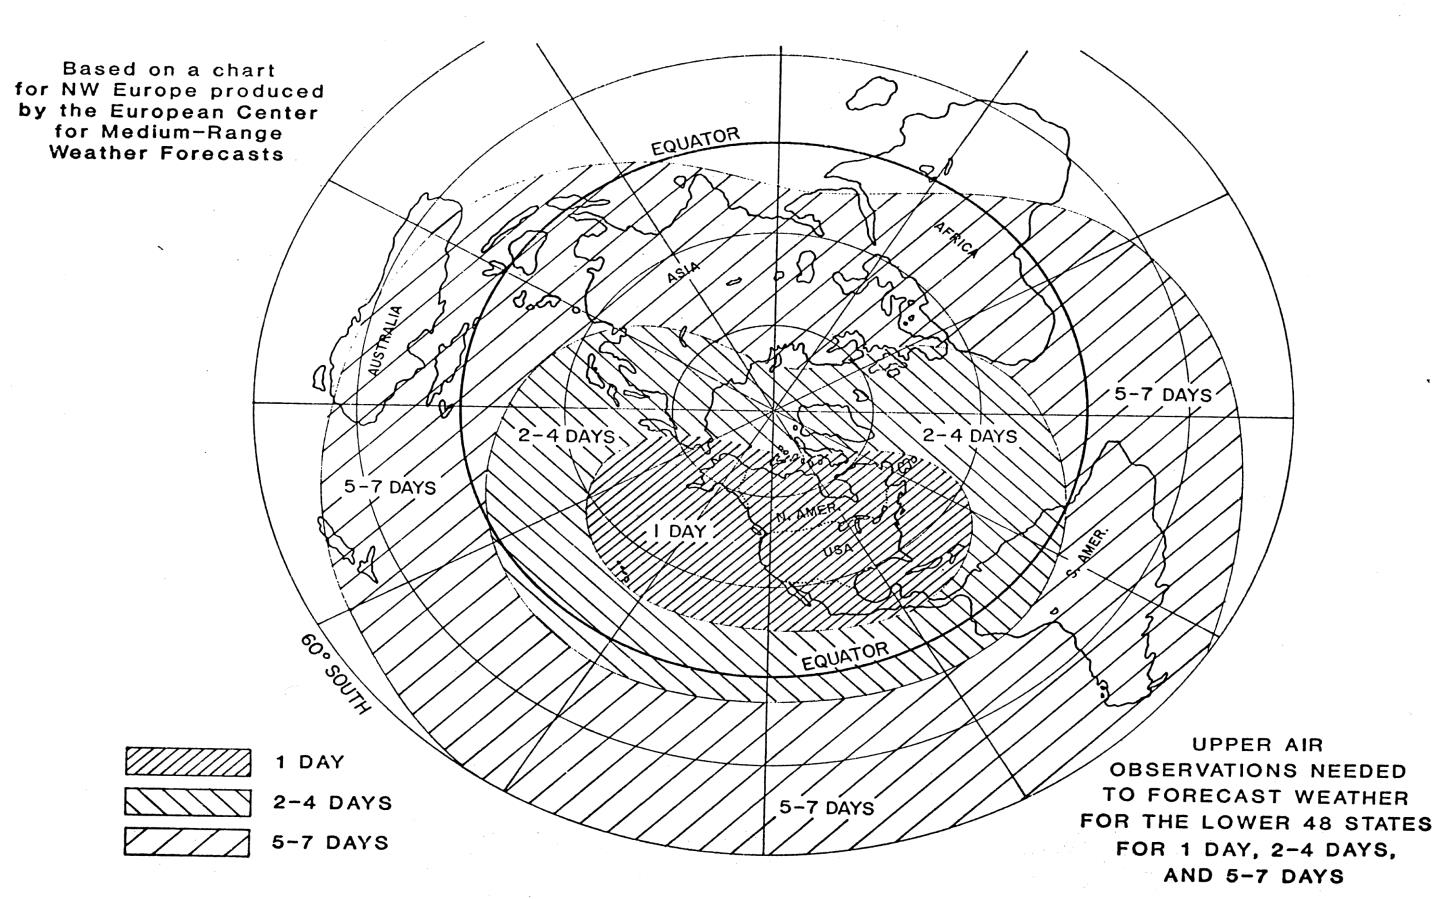 Based on a chart
for NW Europe produced
by the European Center
for Medium-Range
Weather Forecasts
EQUATOR
AFRICA
ASIA
AUSTRALIA
5-7 DAYS
2-4 DAYS
2-4 DAYS
5-7 DAYS
N. AMER.
1 DAY
USA
S. AMER.
EQUATOR
60° SOUTH
5-7 DAYS
1 DAY
2-4 DAYS
5-7 DAYS
UPPER AIR
OBSERVATIONS NEEDED
TO FORECAST WEATHER
FOR THE LOWER 48 STATES
FOR 1 DAY, 2-4 DAYS,
AND 5-7 DAYS